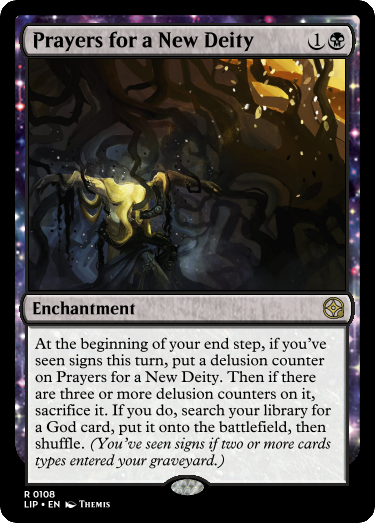 Prayers for a New Deity 1
Enchantment
At the beginning of your end step, if you've
seen signs this turn, put a delusion counter
on Prayers for a New Deity. Then if there
are three or more delusion counters on it,
sacrifice it. If you do, search your library for
a God card, put it onto the battlefield, then
shuffle. (You've seen signs if two or more cards
types entered your graveyard.)
R 0108
LIP • EN Themis